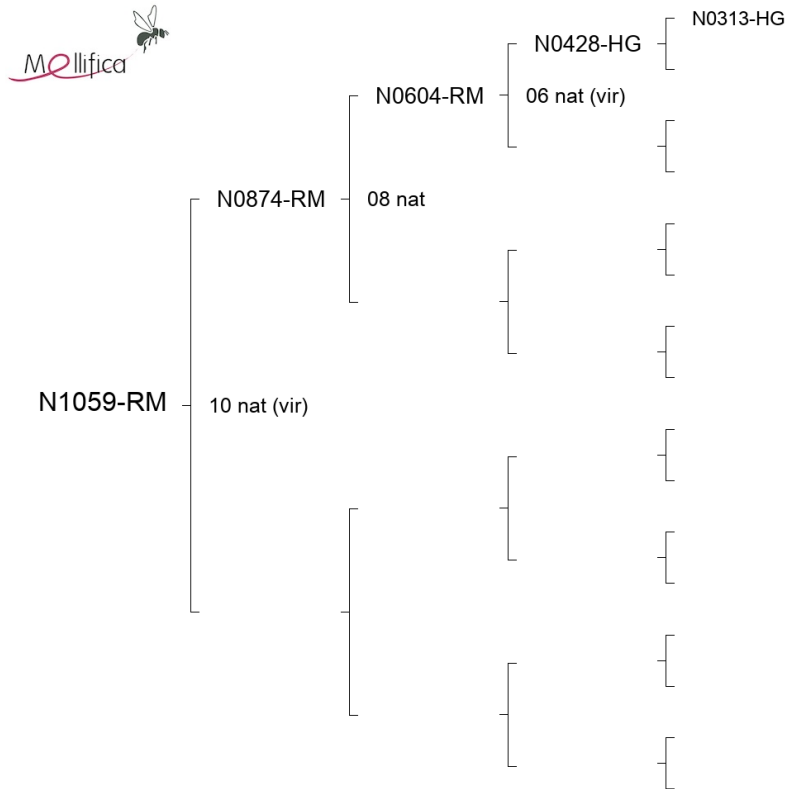 Mellifica
N0313-HG
N0428-HG
N0604-RM
06 nat (vir)
N0874-RM
08 nat
N1059-RM
10 nat (vir)